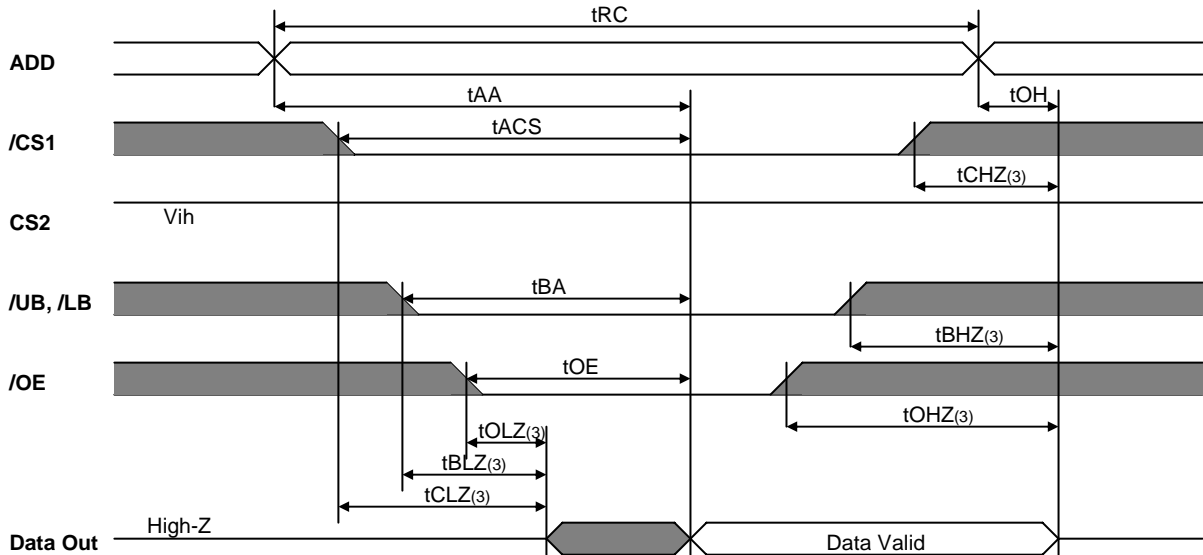 tRC
ADD
tAA
tOH
/CS1
tACS
tCHZ(3)
CS2
Vih
/UB, /LB
tBA
tBHZ(3)
/OE
tOE
tOHZ(3)
tOLZ(3)
tBLZ(3)
tCLZ(3)
Data Out
High-Z
Data Valid